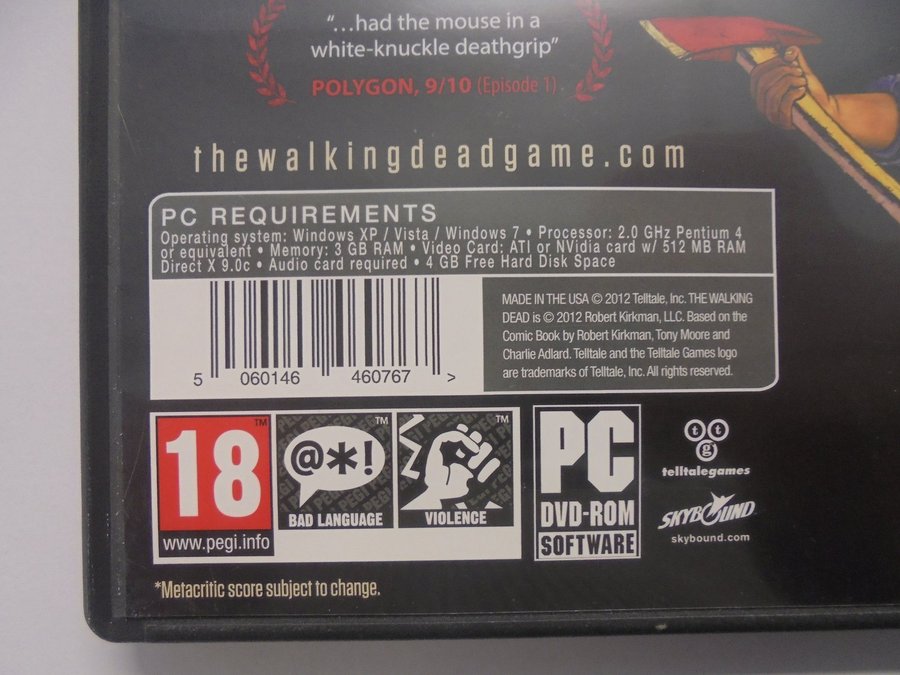 “...had the mouse in a
white-knuckle deathgrip”
POLYGON, 9/10 (Episode 1)
thewalkingdeadgame.com
PC REQUIREMENTS
Operating system: Windows XP / Vista / Windows 7 • Processor: 2.0 GHz Pentium 4
or equivalent • Memory: 3 GB RAM • Video Card: ATI or NVidia card w/ 512 MB RAM
Direct X 9.0c • Audio card required • 4 GB Free Hard Disk Space
MADE IN THE USA © 2012 Telltale, Inc. THE WALKING
DEAD is © 2012 Robert Kirkman, LLC. Based on the
Comic Book by Robert Kirkman, Tony Moore and
Charlie Adlard. Telltale and the Telltale Games logo
are trademarks of Telltale, Inc. All rights reserved.
5 060146 460767 >
18 ™
www.pegi.info
@*! ™
BAD LANGUAGE
™
VIOLENCE
PC
DVD-ROM
SOFTWARE
ttg
telltalegames
SKYBOUND
skybound.com
*Metacritic score subject to change.